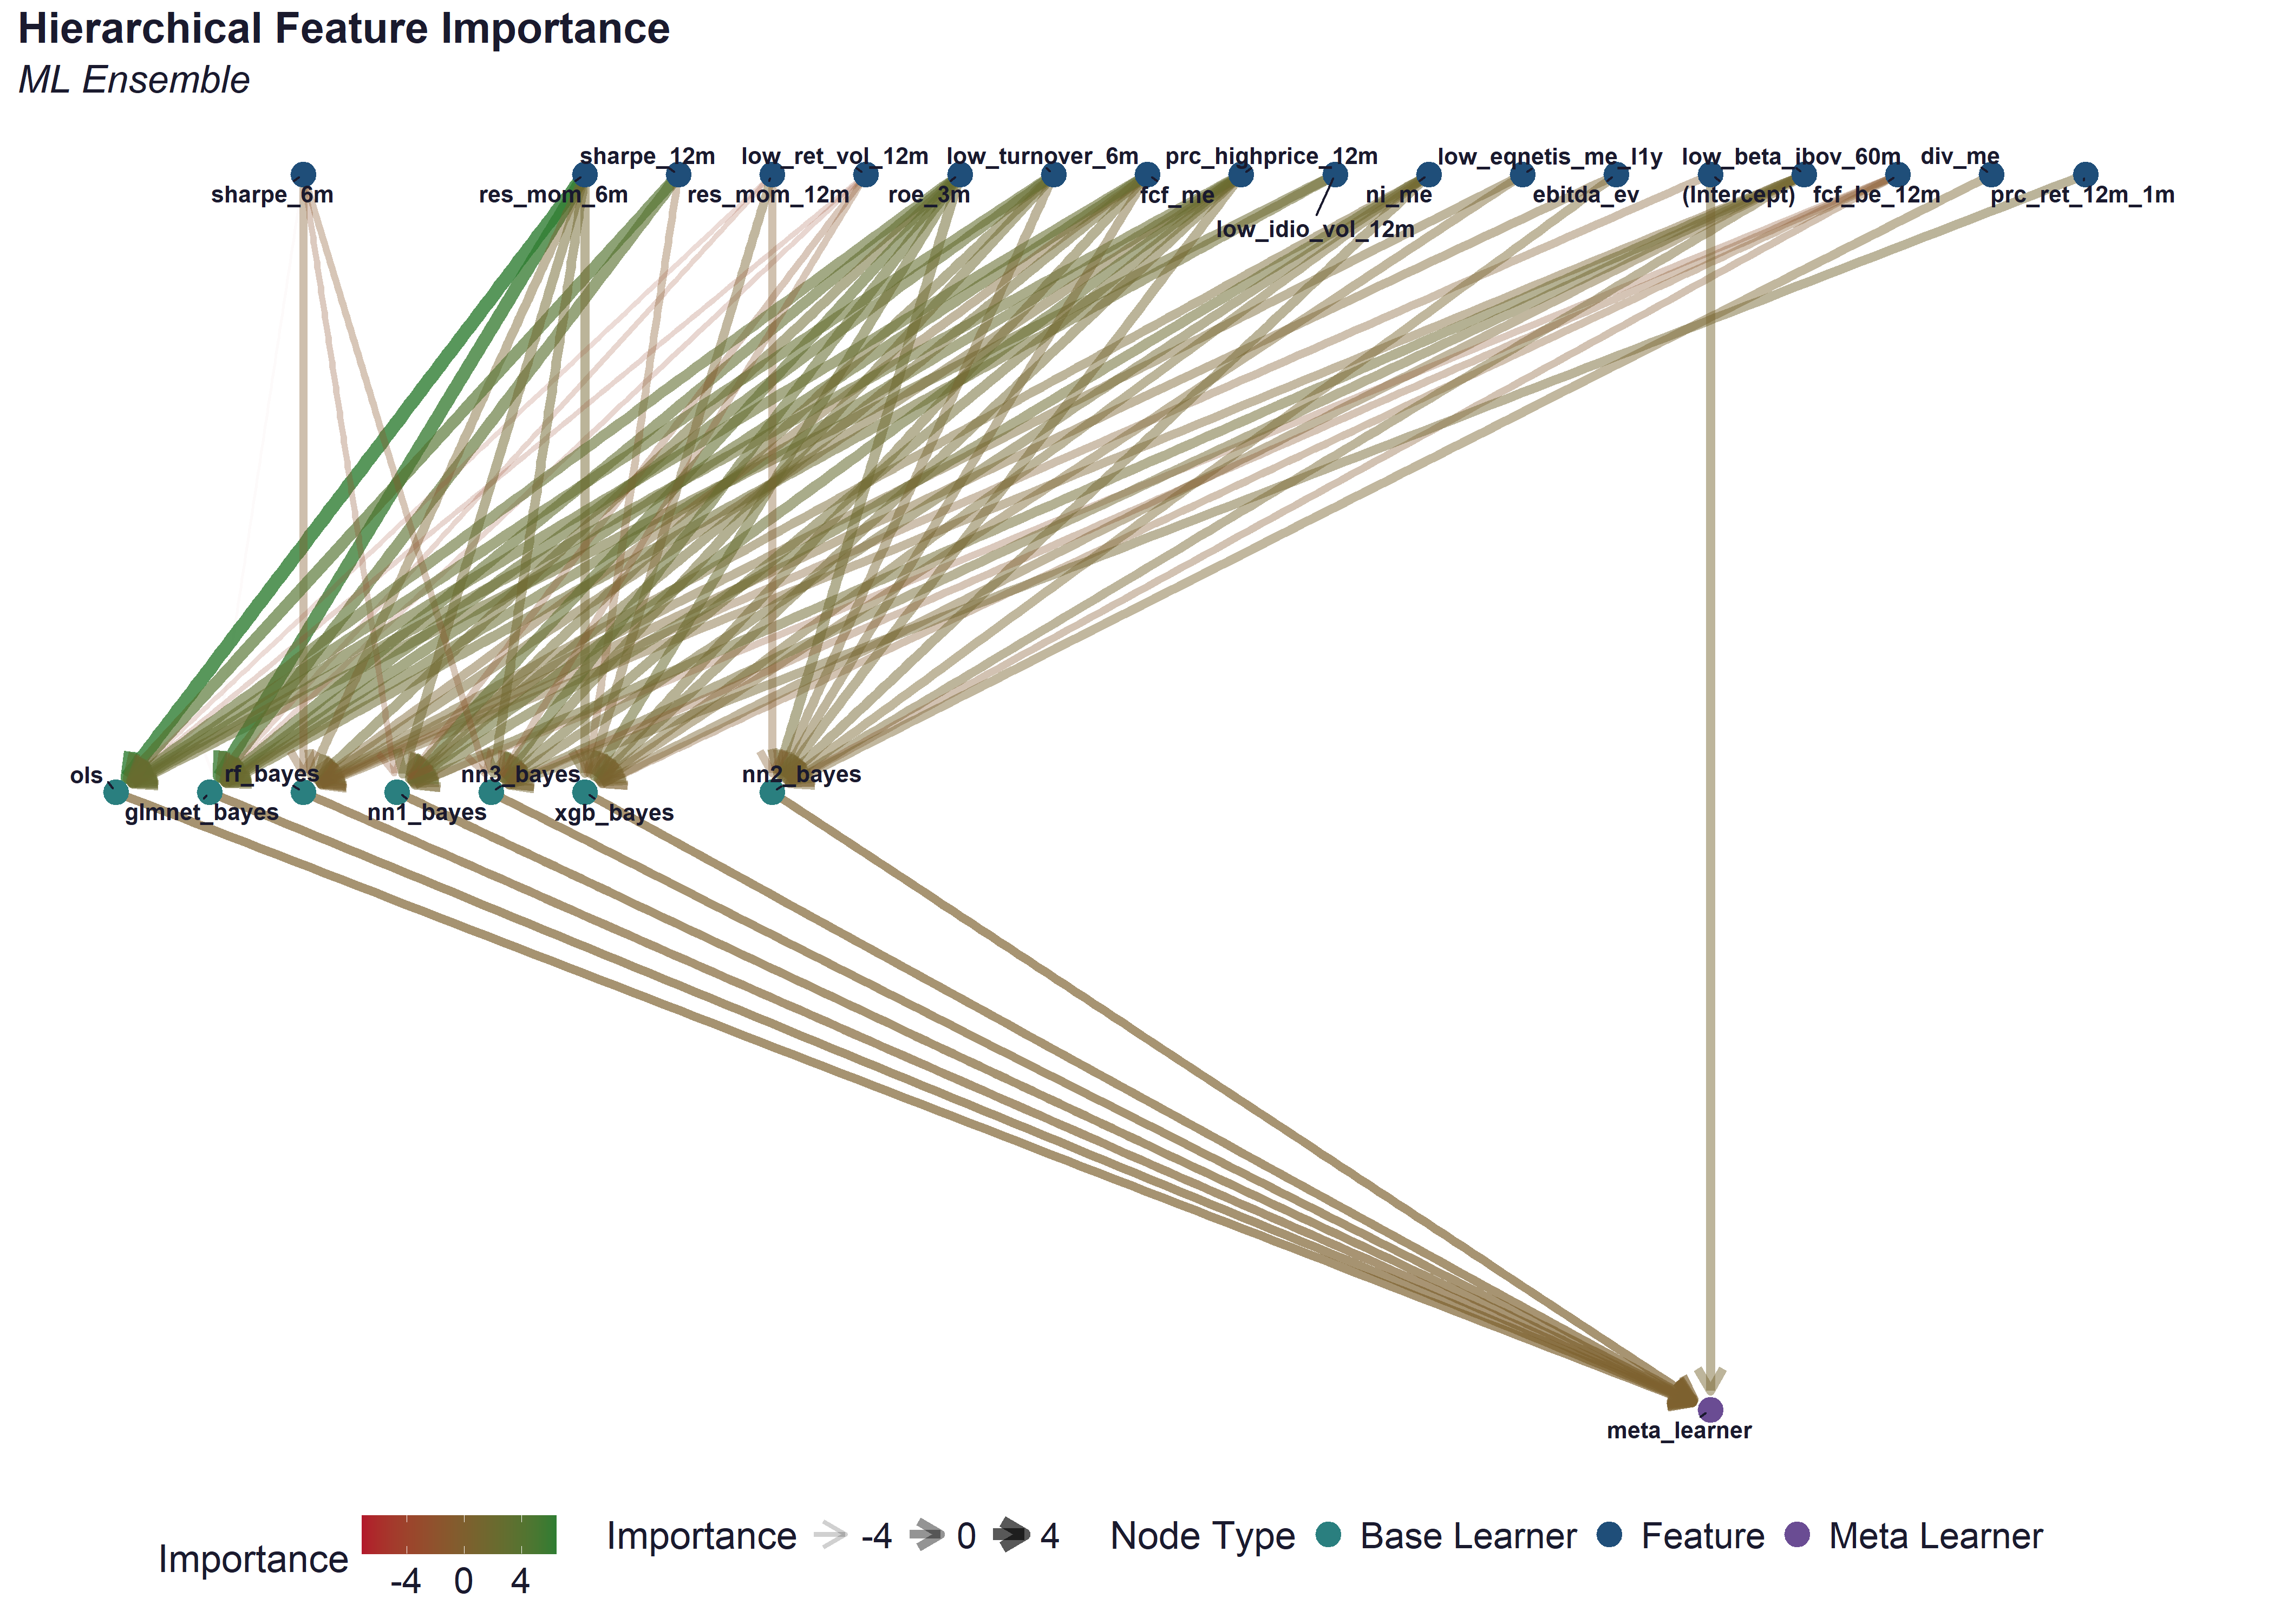 Hierarchical Feature Importance
ML Ensemble
sharpe_12m low_ret_vol_12m low_turnover_6m prc_highprice_12m low_eqnetis_me_l1y low_beta_ibov_60m div_me
sharpe_6m res_mom_6m res_mom_12m roe_3m fcf_me ni_me ebitda_ev (Intercept) fcf_be_12m prc_ret_12m_1m
low_idio_vol_12m
ols rf_bayes nn3_bayes nn2_bayes
glmnet_bayes nn1_bayes xgb_bayes
meta_learner
Importance -4 0 4
Importance -4 0 4
Node Type Base Learner Feature Meta Learner